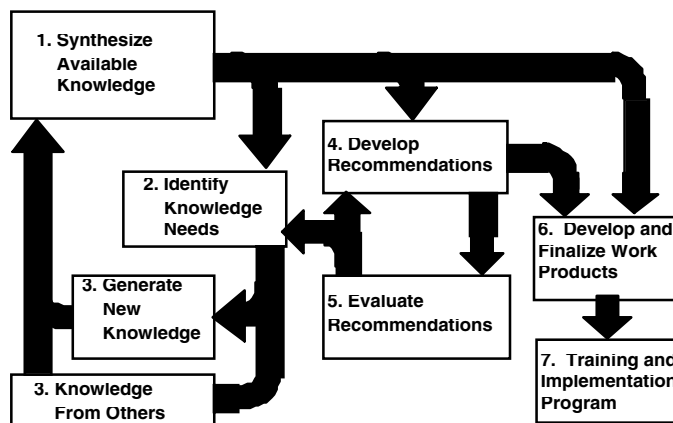 1. Synthesize
Available
Knowledge
4. Develop
Recommendations
2. Identify
Knowledge
Needs
6. Develop and
Finalize Work
Products
3. Generate
New
Knowledge
5. Evaluate
Recommendations
7. Training and
Implementation
Program
3. Knowledge
From Others